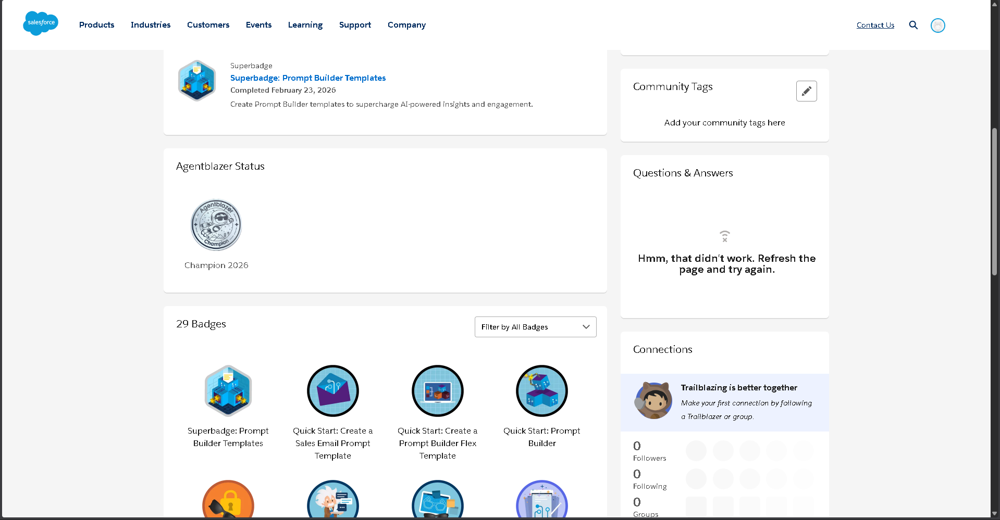 salesforce
Products
Industries
Customers
Events
Learning
Support
Company
Contact Us
Superbadge
Superbadge: Prompt Builder Templates
Completed February 23, 2026
Create Prompt Builder templates to supercharge AI-powered insights and engagement.
Agentblazer Status
Agentblazer
Champion
Champion 2026
29 Badges
Filter by All Badges
Superbadge: Prompt
Builder Templates
Quick Start: Create a
Sales Email Prompt
Template
Quick Start: Create a
Prompt Builder Flex
Template
Quick Start: Prompt
Builder
Community Tags
Add your community tags here
Questions & Answers
Hmm, that didn't work. Refresh the
page and try again.
Connections
Trailblazing is better together
Make your first connection by following
a Trailblazer or group.
0
Followers
0
Following
0
Groups